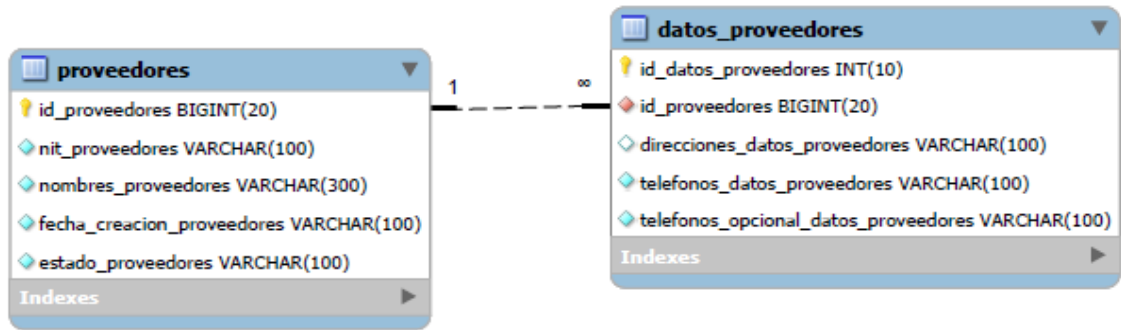 proveedores
id_proveedores BIGINT(20)
nit_proveedores VARCHAR(100)
nombres_proveedores VARCHAR(300)
fecha_creacion_proveedores VARCHAR(100)
estado_proveedores VARCHAR(100)
Indexes
1
∞
datos_proveedores
id_datos_proveedores INT(10)
id_proveedores BIGINT(20)
direcciones_datos_proveedores VARCHAR(100)
telefonos_datos_proveedores VARCHAR(100)
telefonos_opcional_datos_proveedores VARCHAR(100)
Indexes